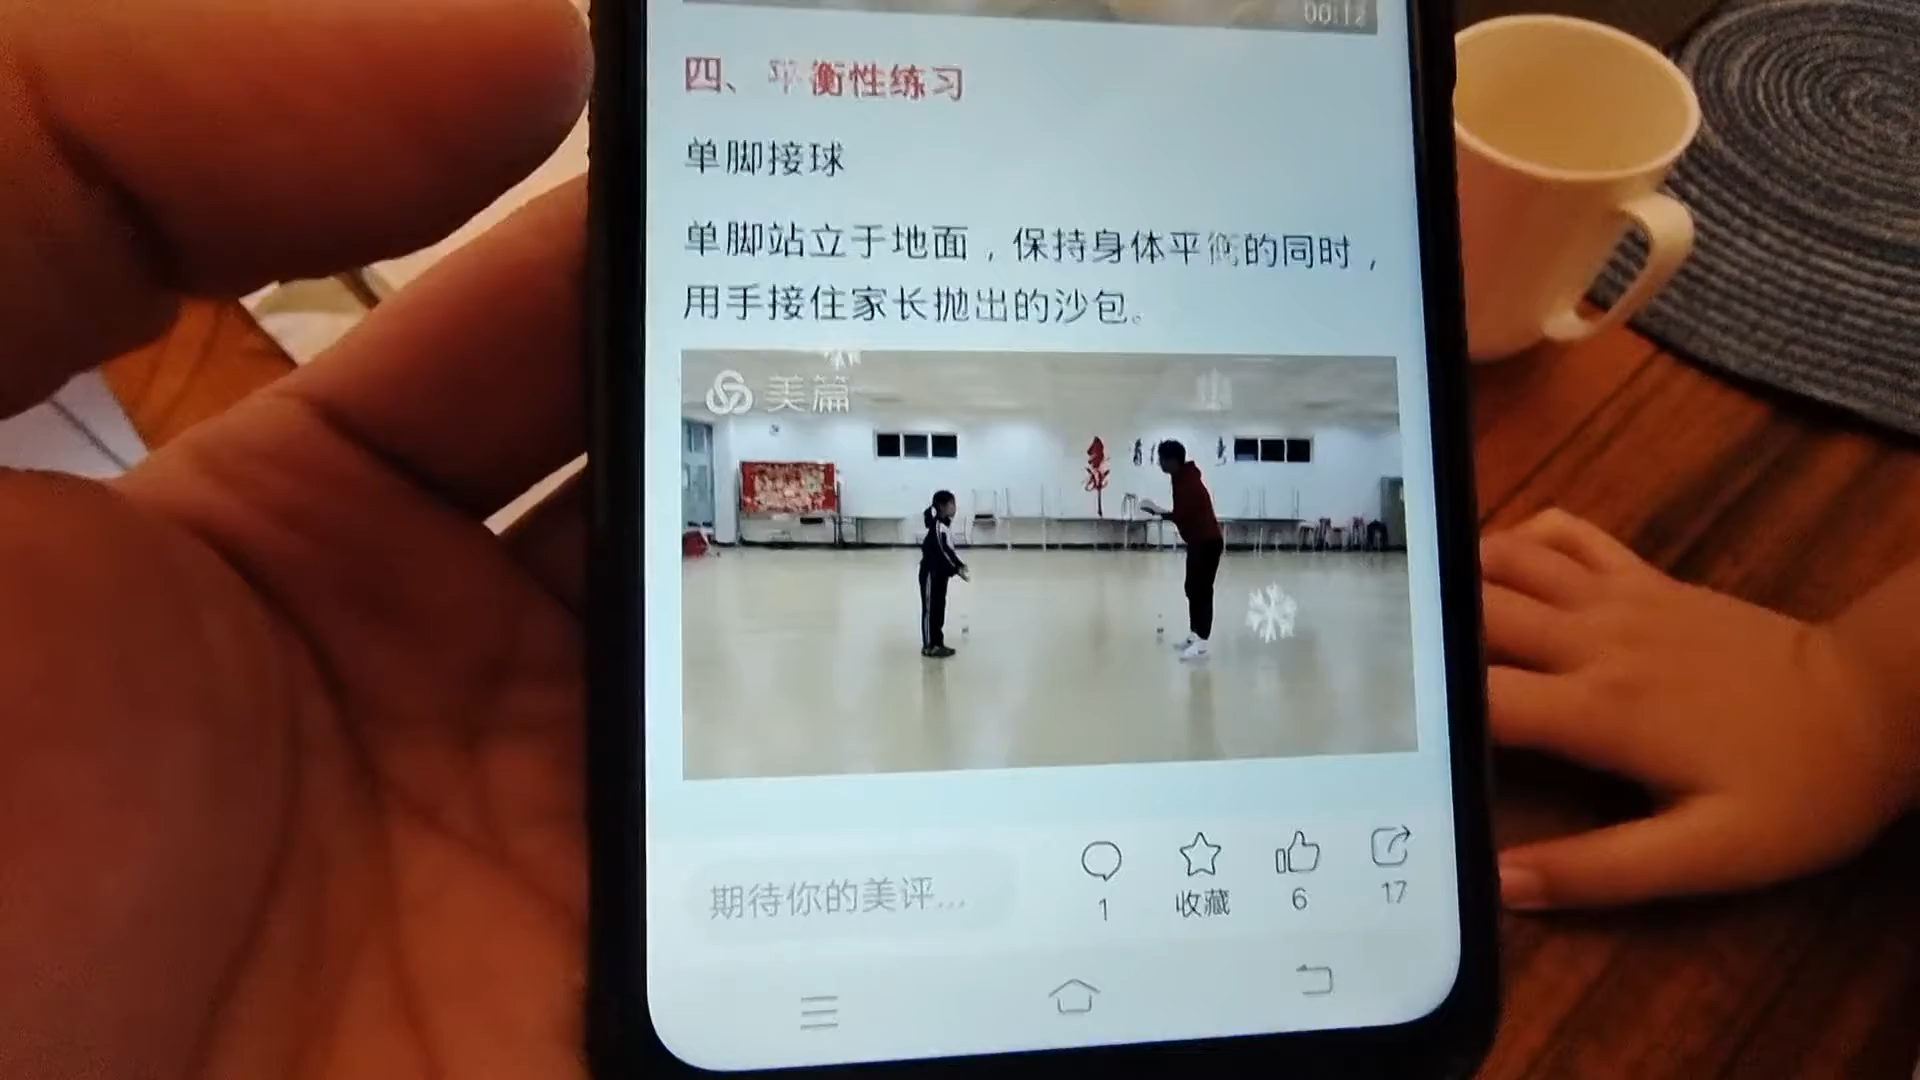 00:12
四、平衡性练习
单脚接球
单脚站立于地面，保持身体平衡的同时，
用手接住家长抛出的沙包。
美篇
期待你的美评...
1
收藏
6
17